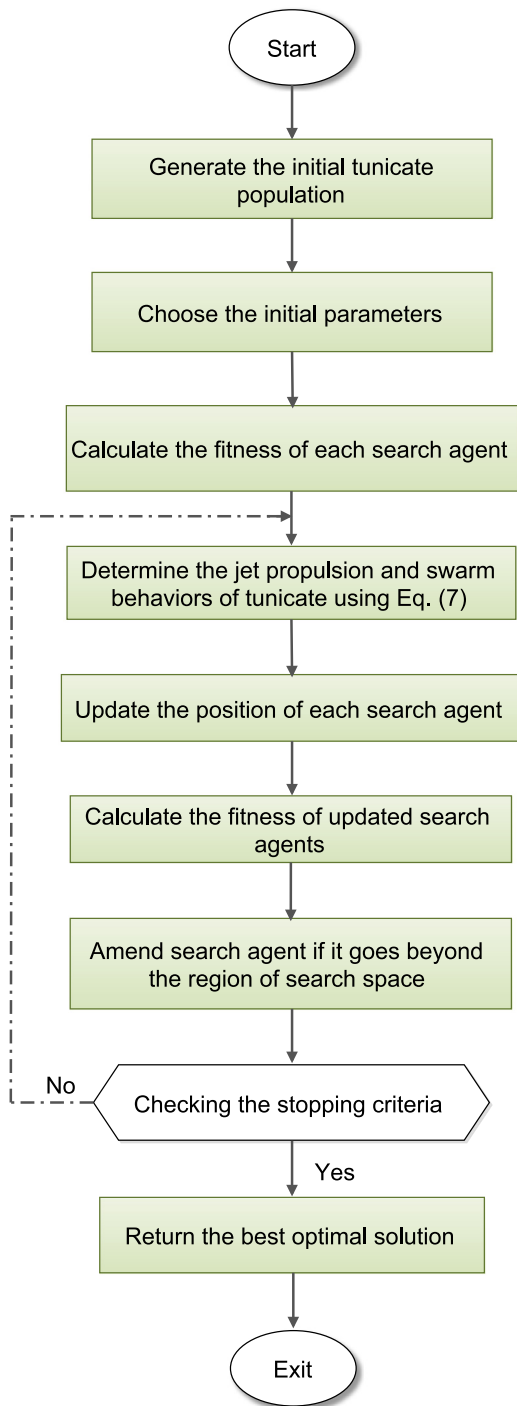 Start
Generate the initial tunicate
population
Choose the initial parameters
Calculate the fitness of each search agent
Determine the jet propulsion and swarm
behaviors of tunicate using Eq. (7)
Update the position of each search agent
Calculate the fitness of updated search
agents
Amend search agent if it goes beyond
the region of search space
No
Checking the stopping criteria
Yes
Return the best optimal solution
Exit